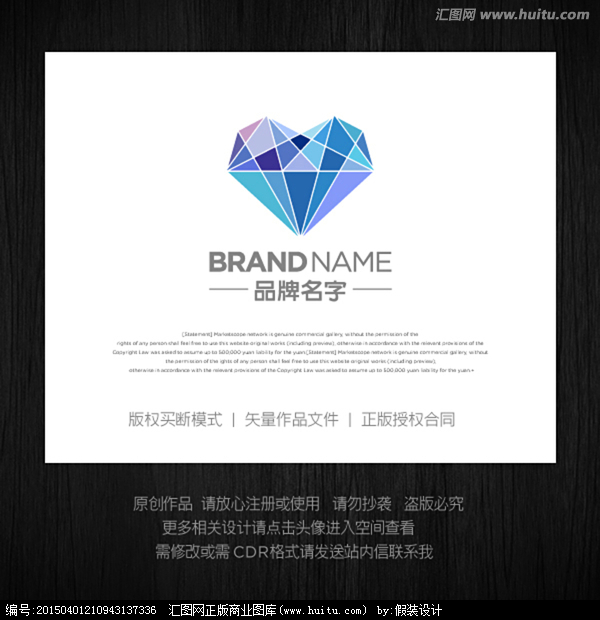 汇图网 www.huitu.com
BRAND NAME
品牌名字
[Statement] Marvelscope network is genuine commercial gallery, without the permission of the
rights of any person shall feel free to use this website original works (including preview), otherwise in accordance with the relevant provisions of the
Copyright Law was asked to assume up to 500,000 yuan liability for the yuan.[Statement] network is genuine commercial gallery, without
the permission of the ights of any person shall feel free to use this website original works (including preview),
otherwise in accordance with the relevant provisions of the Copyright Law was asked to assume up to 500,000 yuan. liability for the yuan.
版权买断模式 | 矢量作品文件 | 正版授权合同
原创作品 请放心注册或使用 请勿抄袭 盗版必究
更多相关设计请点击头像进入空间查看
需修改或需 CDR格式请发送站内信联系我
编号:20150401210943137336 汇图网正版商业图库(www.huitu.com) by:假装设计